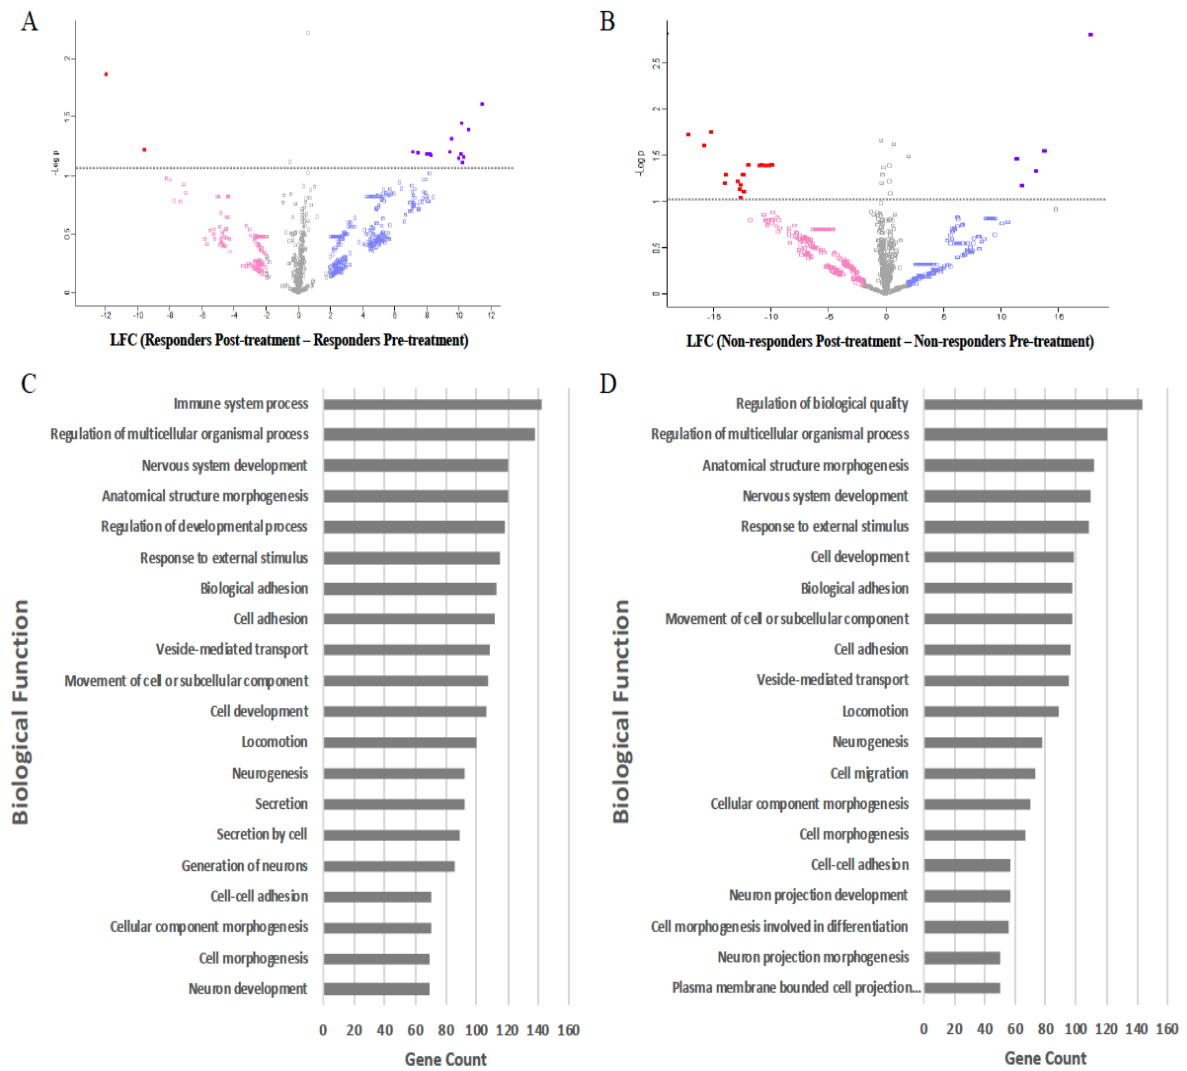 A
2
1.5
1
0.5
0
-Log p
-12
-10
-8
-6
-4
-2
0
2
4
6
8
10
12
LFC (Responders Post-treatment – Responders Pre-treatment)
B
2.5
2
1.5
1
0.5
0
-Log p
-15
-10
-5
0
5
10
15
LFC (Non-responders Post-treatment – Non-responders Pre-treatment)
C
Biological Function
Immune system process
Regulation of multicellular organismal process
Nervous system development
Anatomical structure morphogenesis
Regulation of developmental process
Response to external stimulus
Biological adhesion
Cell adhesion
Veside-mediated transport
Movement of cell or subcellular component
Cell development
Locomotion
Neurogenesis
Secretion
Secretion by cell
Generation of neurons
Cell-cell adhesion
Cellular component morphogenesis
Cell morphogenesis
Neuron development
0 20 40 60 80 100 120 140 160
Gene Count
D
Biological Function
Regulation of biological quality
Regulation of multicellular organismal process
Anatomical structure morphogenesis
Nervous system development
Response to external stimulus
Cell development
Biological adhesion
Movement of cell or subcellular component
Cell adhesion
Veside-mediated transport
Locomotion
Neurogenesis
Cell migration
Cellular component morphogenesis
Cell morphogenesis
Cell-cell adhesion
Neuron projection development
Cell morphogenesis involved in differentiation
Neuron projection morphogenesis
Plasma membrane bounded cell projection...
0 20 40 60 80 100 120 140 160
Gene Count